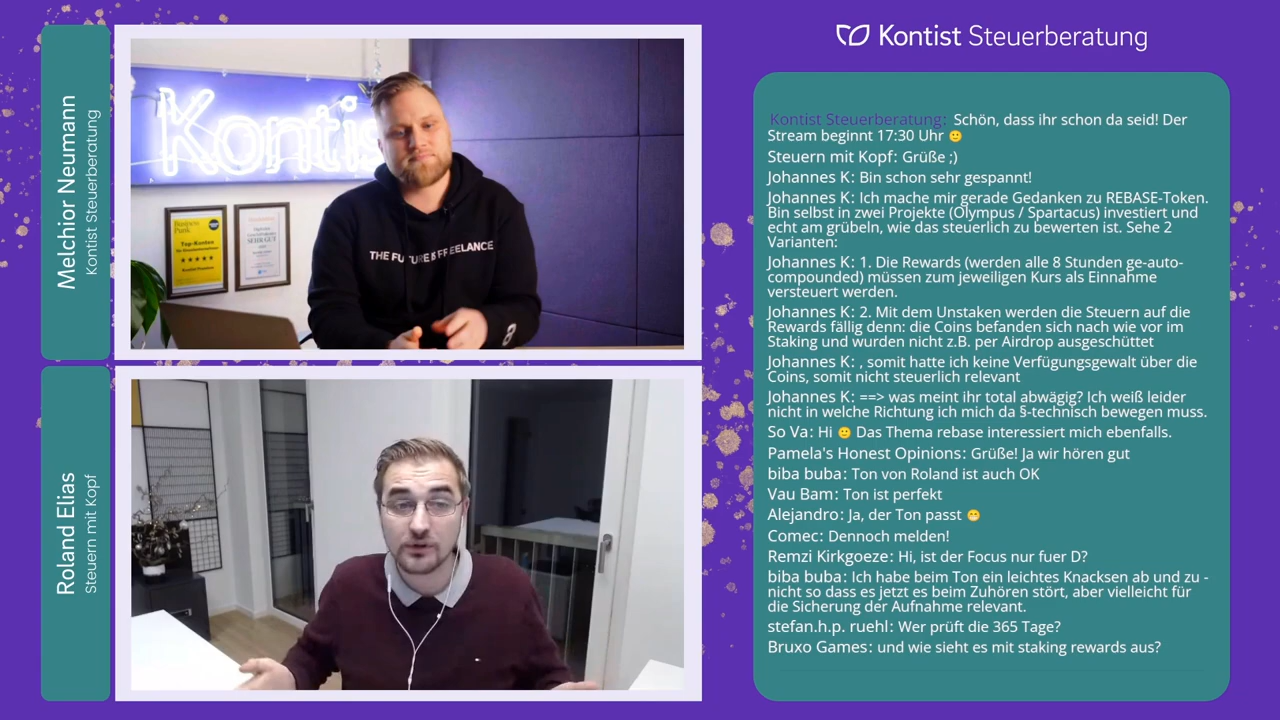 Kontist Steuerberatung
Melchior Neumann
Kontist Steuerberatung
Kontis
Business Punk
Top-Konten
SEHR GUT
THE FUTURE IS FREELANCE
Roland Elias
Steuern mit Kopf
Kontist Steuerberatung: Schön, dass ihr schon da seid! Der
Stream beginnt 17:30 Uhr 🙂
Steuern mit Kopf: Grüße ;)
Johannes K: Bin schon sehr gespannt!
Johannes K: Ich mache mir gerade Gedanken zu REBASE-Token.
Bin selbst in zwei Projekte (Olympus / Spartacus) investiert und
echt am grübeln, wie das steuerlich zu bewerten ist. Sehe 2
Varianten:
Johannes K: 1. Die Rewards (werden alle 8 Stunden ge-auto-
compounded) müssen zum jeweiligen Kurs als Einnahme
versteuert werden.
Johannes K: 2. Mit dem Unstaken werden die Steuern auf die
Rewards fällig denn: die Coins befanden sich nach wie vor im
Staking und wurden nicht z.B. per Airdrop ausgeschüttet
Johannes K: , somit hatte ich keine Verfügungsgewalt über die
Coins, somit nicht steuerlich relevant
Johannes K: ==> was meint ihr total abwägig? Ich weiß leider
nicht in welche Richtung ich mich da §-technisch bewegen muss.
So Va: Hi 🙂 Das Thema rebase interessiert mich ebenfalls.
Pamela's Honest Opinions: Grüße! Ja wir hören gut
biba buba: Ton von Roland ist auch OK
Vau Bam: Ton ist perfekt
Alejandro: Ja, der Ton passt 😁
Comec: Dennoch melden!
Remzi Kirkgoeze: Hi, ist der Focus nur fuer D?
biba buba: Ich habe beim Ton ein leichtes Knacksen ab und zu -
nicht so dass es jetzt es beim Zuhören stört, aber vielleicht für
die Sicherung der Aufnahme relevant.
stefan.h.p. ruehl: Wer prüft die 365 Tage?
Bruxo Games: und wie sieht es mit staking rewards aus?